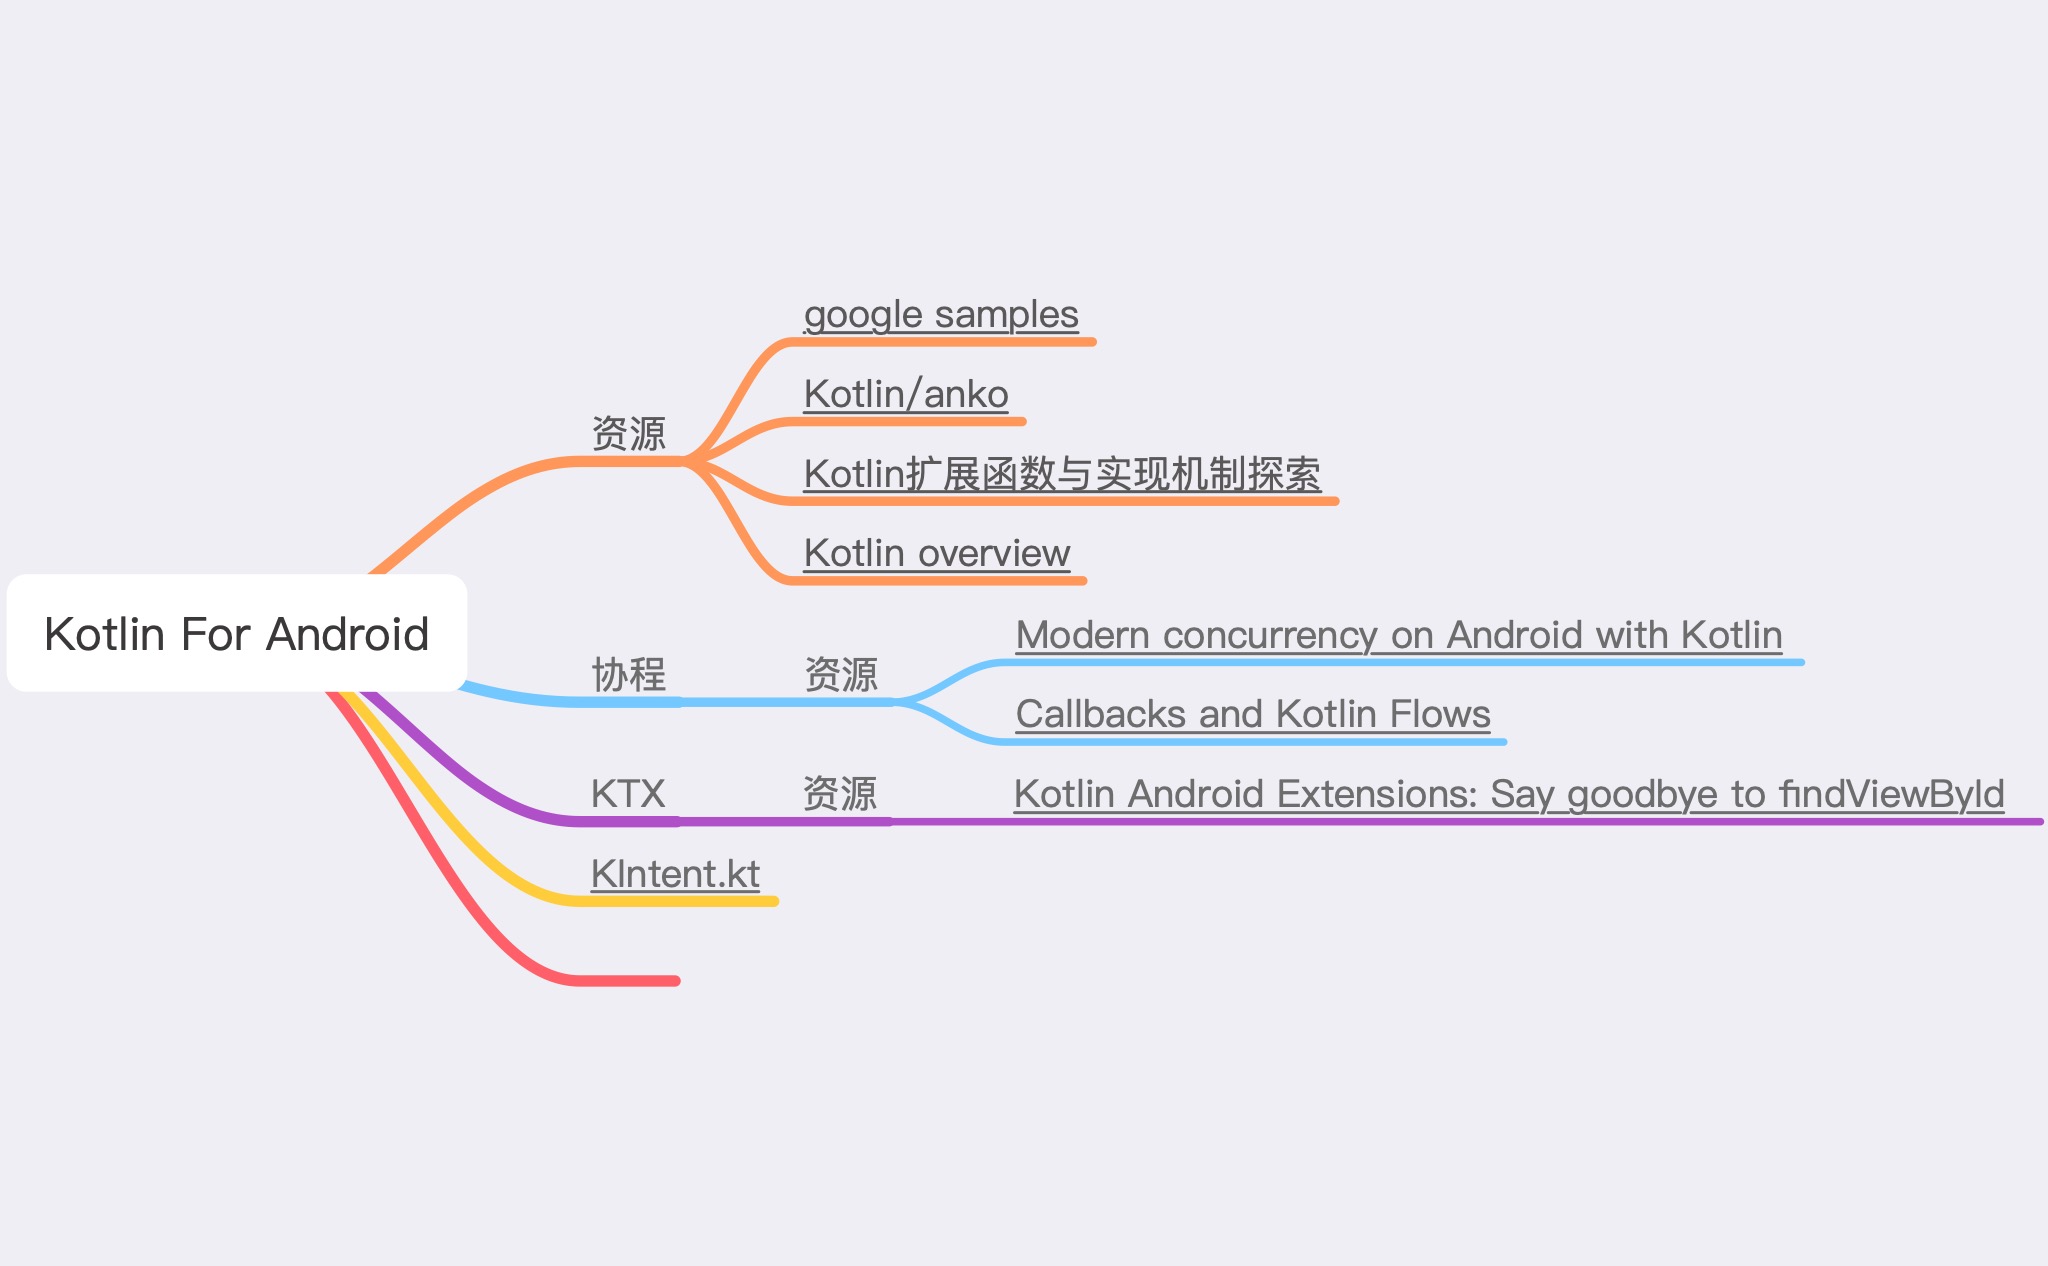 google samples
Kotlin/anko
资源
Kotlin扩展函数与实现机制探索
Kotlin overview
Kotlin For Android
Modern concurrency on Android with Kotlin
协程 资源
Callbacks and Kotlin Flows
KTX 资源 Kotlin Android Extensions: Say goodbye to findViewById
KIntent.kt